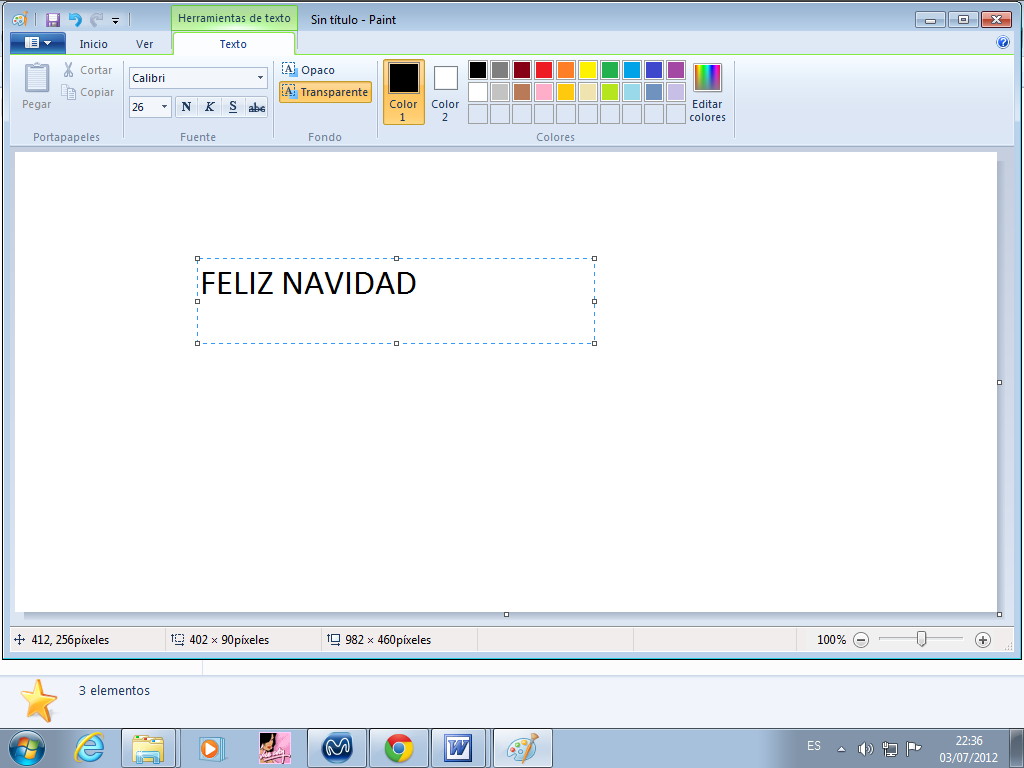 Herramientas de texto
Sin título - Paint
Inicio Ver Texto
Pegar
Cortar
Copiar
Portapapeles
Calibri
26 N K S abc
Fuente
Opaco
Transparente
Fondo
Color 1
Color 2
Editar colores
Colores
FELIZ NAVIDAD
412, 256píxeles 402 × 90píxeles 982 × 460píxeles 100%
3 elementos
ES 22:36
03/07/2012